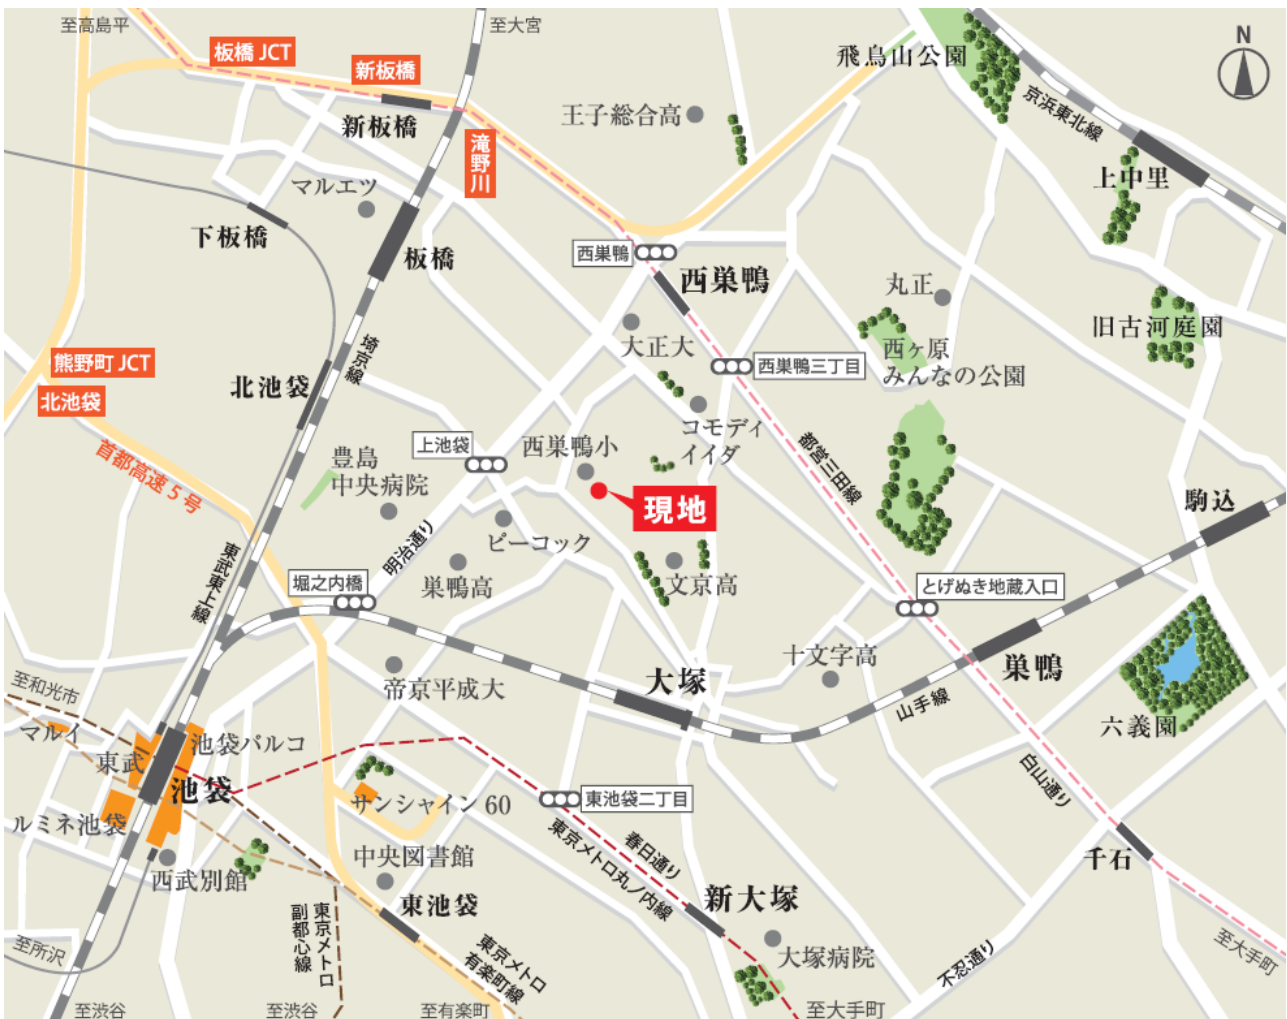 至高島平
至大宮
N
板橋 JCT
新板橋
飛鳥山公園
新板橋
王子総合高
京浜東北線
滝野川
マルエツ
上中里
下板橋
板橋
西巣鴨
西巣鴨
丸正
旧古河庭園
大正大
西巣鴨三丁目
西ヶ原
みんなの公園
熊野町 JCT
埼京線
北池袋
北池袋
コモディ
イイダ
首都高速 5 号
上池袋
西巣鴨小
都営三田線
豊島
中央病院
現地
駒込
明治通り
ピーコック
東武東上線
堀之内橋
巣鴨高
文京高
とげぬき地蔵入口
十文字高
巣鴨
大塚
帝京平成大
山手線
至和光市
マルイ
池袋パルコ
東武
六義園
池袋
白山通り
サンシャイン 60
東池袋二丁目
ルミネ池袋
春日通り
東京メトロ丸ノ内線
中央図書館
千石
西武別館
東池袋
新大塚
東京メトロ
副都心線
東京メトロ
有楽町線
大塚病院
不忍通り
至大手町
至所沢
至渋谷
至渋谷
至有楽町
至大手町